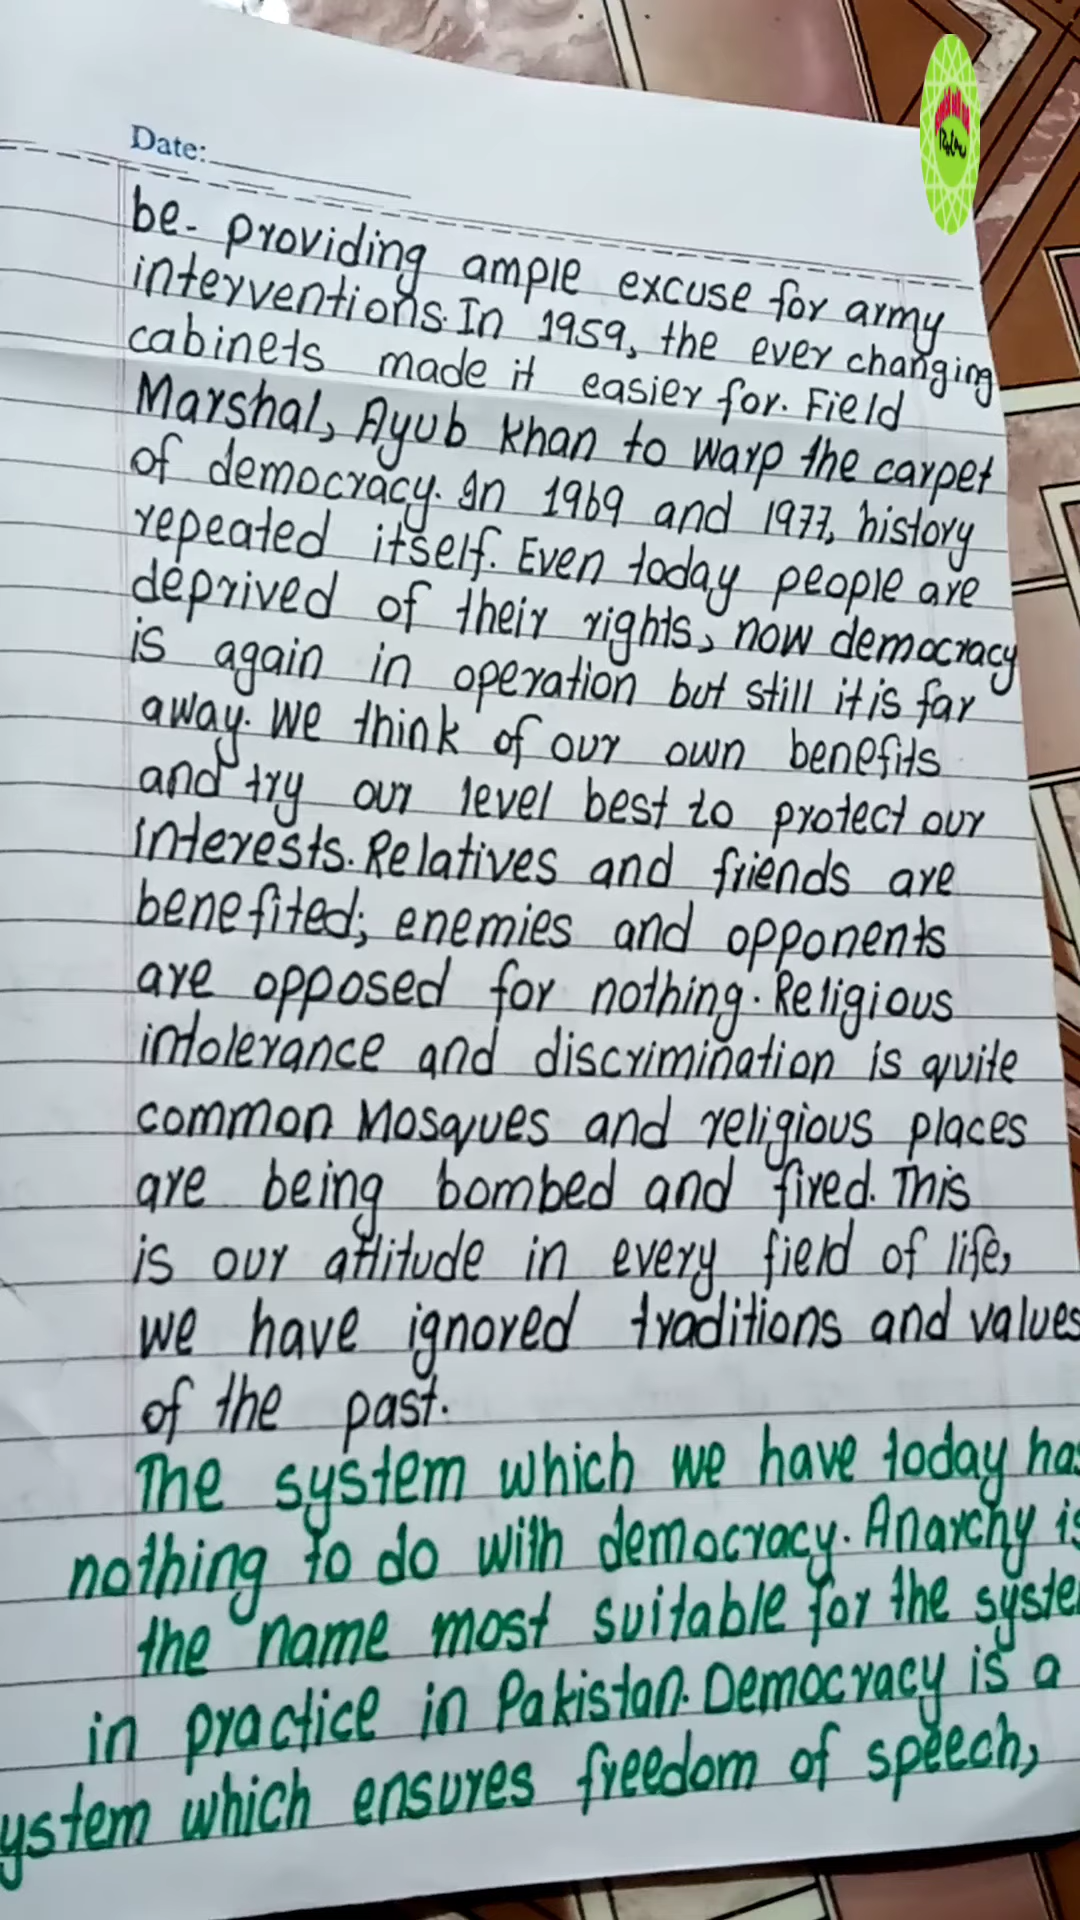 Date:
be- providing ample excuse for army
interventions. In 1959, the ever changing
cabinets made it easier for. Field
Marshal, Ayub Khan to warp the carpet
of democracy. In 1969 and 1977, history
repeated itself. Even today people are
deprived of their rights, now democracy
is again in operation but still it is far
away. We think of our own benefits
and try our level best to protect our
interests. Relatives and friends are
benefited; enemies and opponents
are opposed for nothing. Religious
intolerance and discrimination is quite
common Mosques and religious places
are being bombed and fired. This
is our attitude in every field of life,
we have ignored traditions and values
of the past.
The system which we have today has
nothing to do with democracy. Anarchy is
the name most suitable for the syste
in practice in Pakistan. Democracy is a
ystem which ensures freedom of speech,